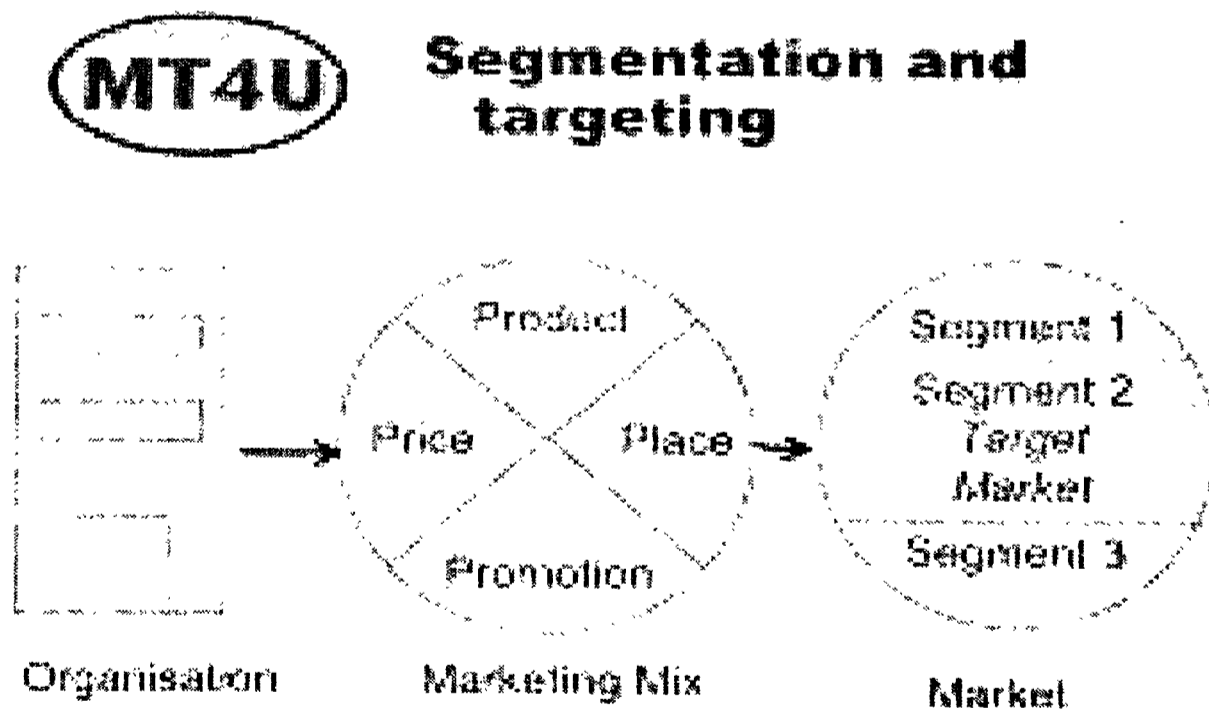 MT4U
Segmentation and
targeting
Product
Price
Place
Promotion
Segment 1
Segment 2
Target
Market
Segment 3
Organisation
Marketing Mix
Market